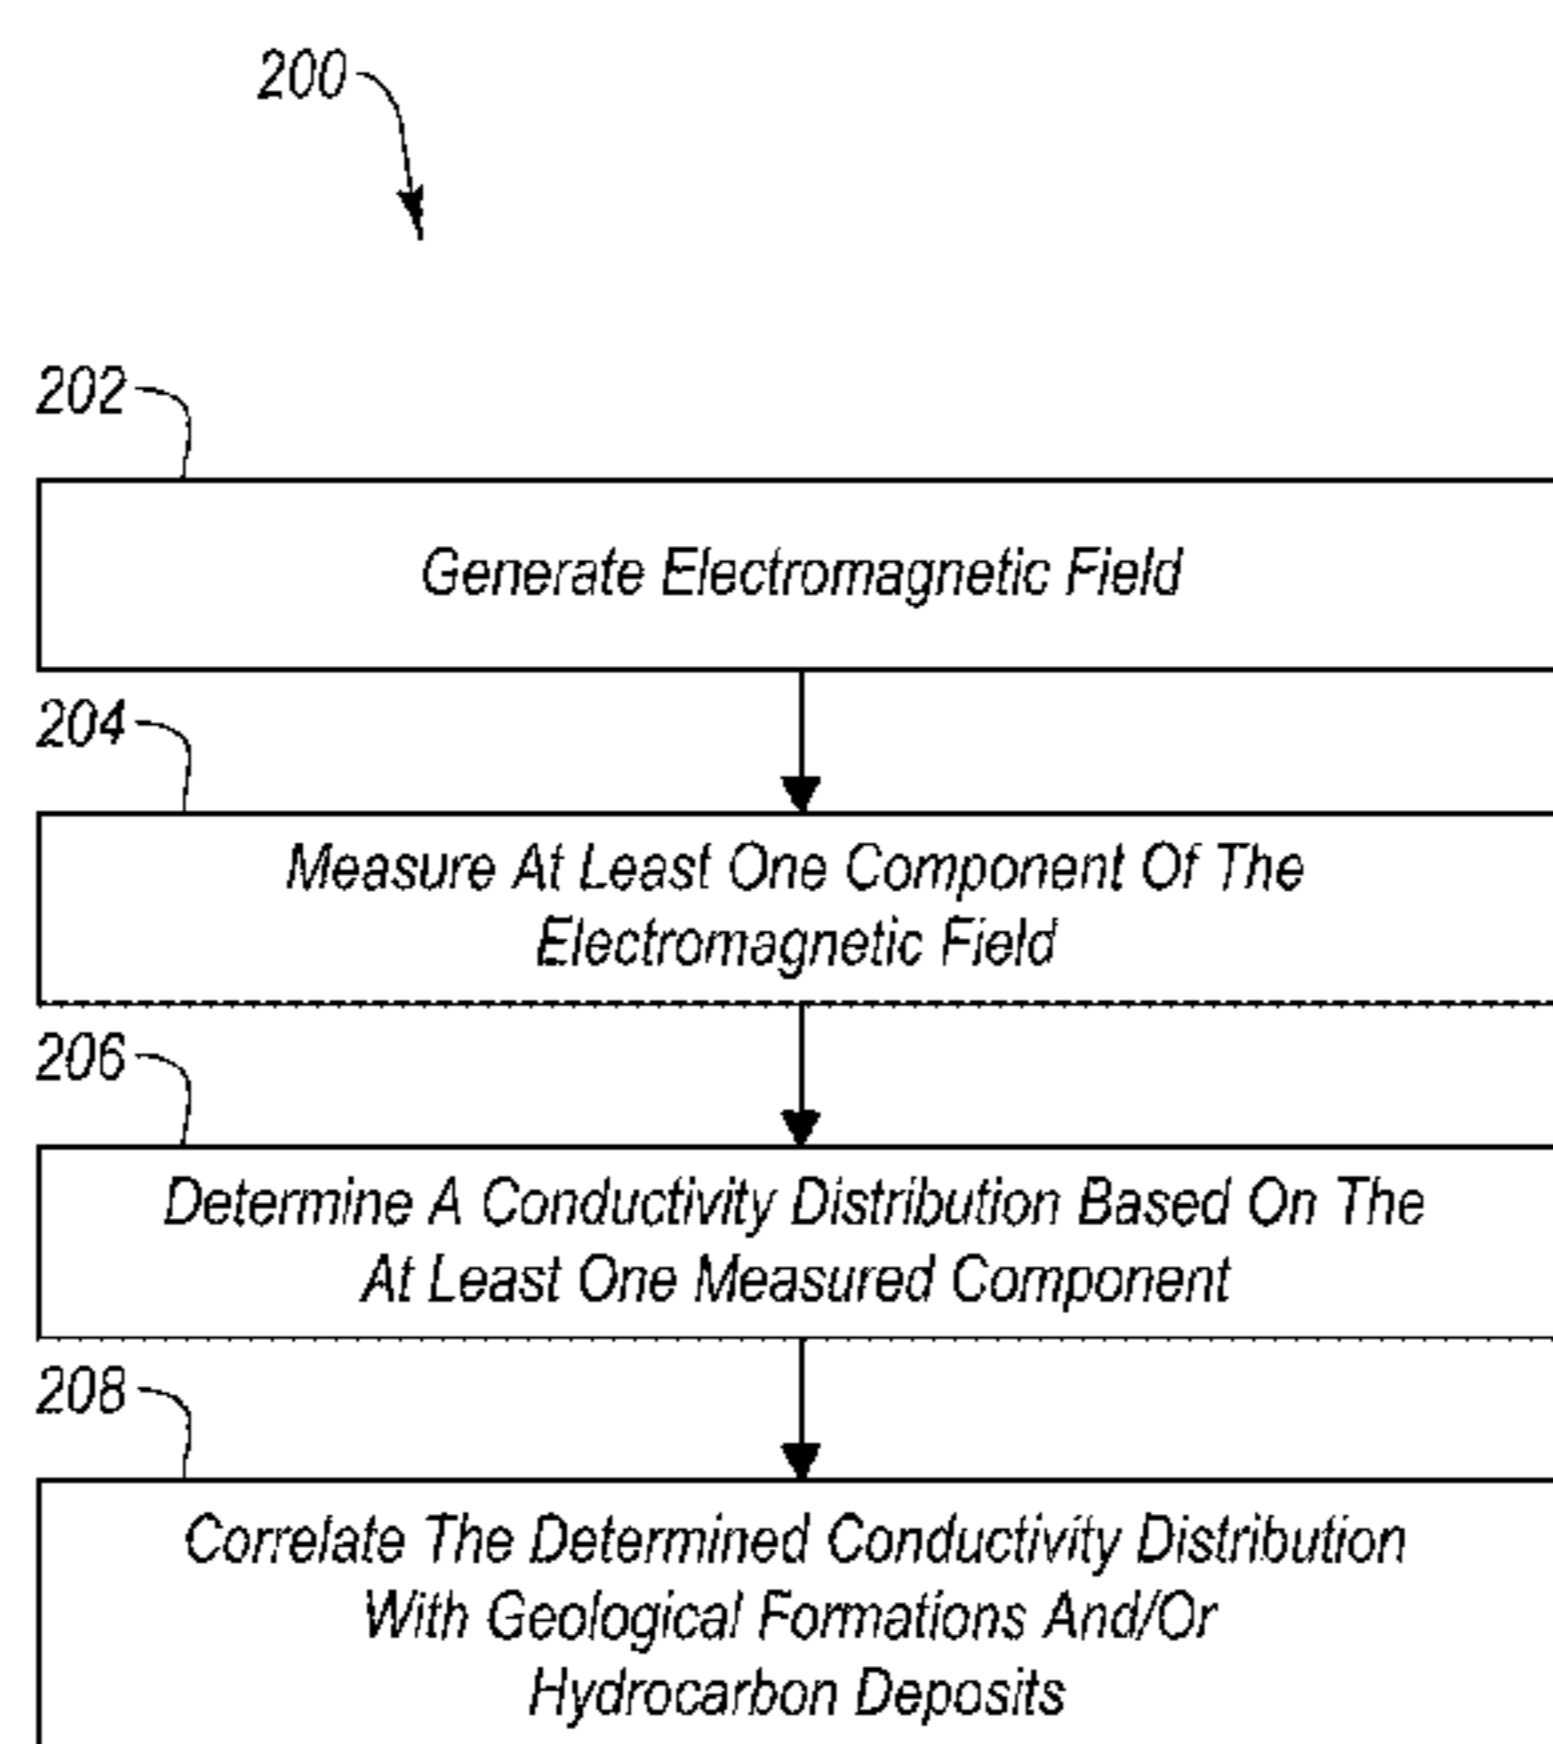 200
202
Generate Electromagnetic Field
204
Measure At Least One Component Of The
Electromagnetic Field
206
Determine A Conductivity Distribution Based On The
At Least One Measured Component
208
Correlate The Determined Conductivity Distribution
With Geological Formations And/Or
Hydrocarbon Deposits